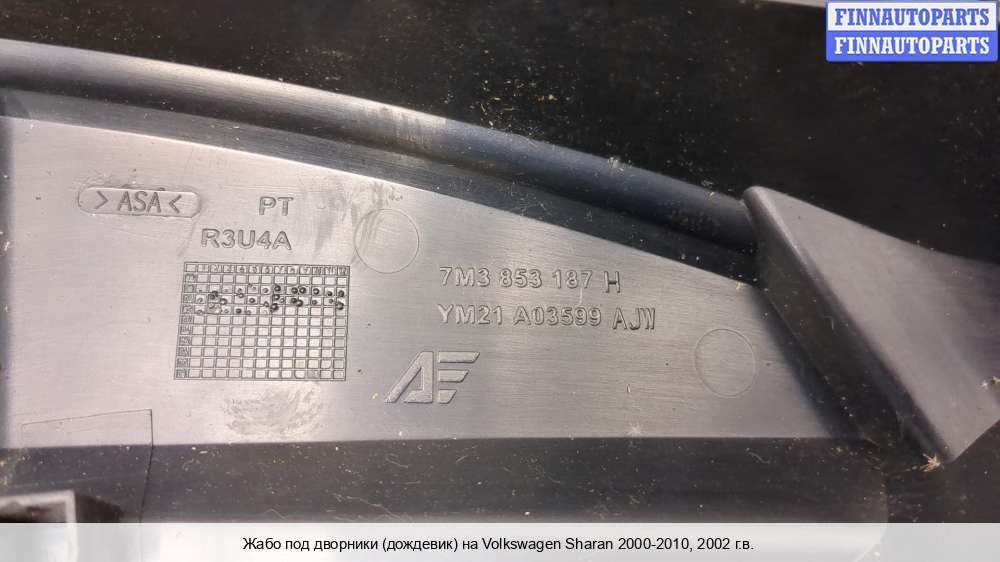 FINNAUTOPARTS
FINNAUTOPARTS
>ASA<
PT
R3U4A
7M3 853 187 H
YM21 A03599 AJW
AF
Жабо под дворники (дождевик) на Volkswagen Sharan 2000-2010, 2002 г.в.